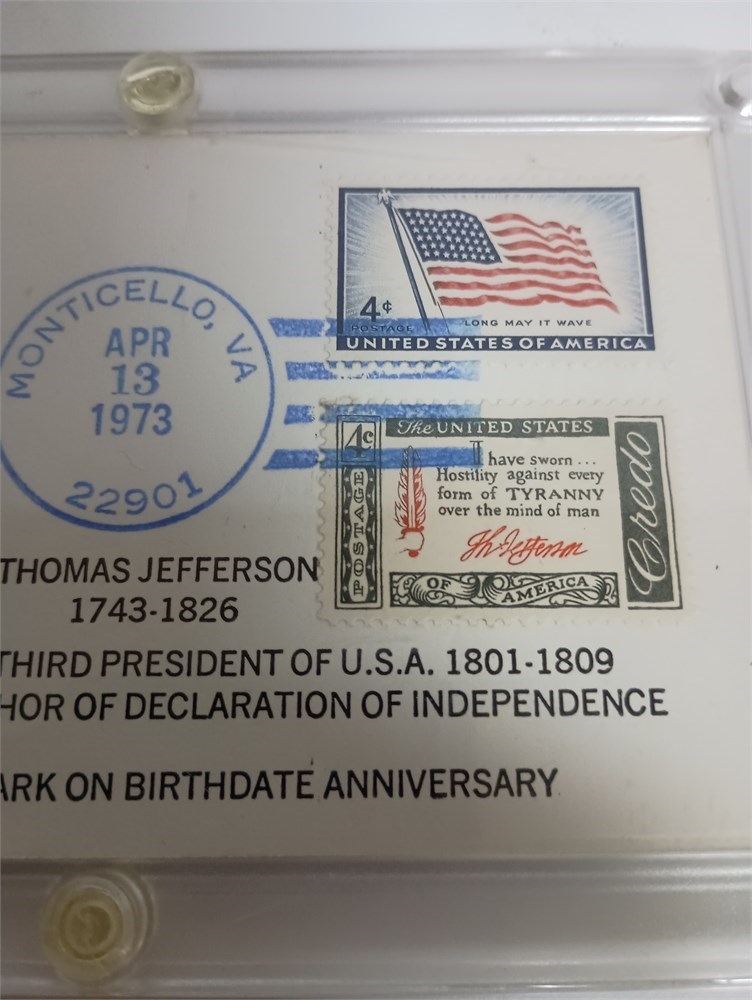 MONTICELLO, VA
APR
13
1973
22901
4¢
POSTAGE
LONG MAY IT WAVE
UNITED STATES OF AMERICA
4c
POSTAGE
The UNITED STATES
I have sworn ...
Hostility against every
form of TYRANNY
over the mind of man
Th Jefferson
OF AMERICA
Credo
THOMAS JEFFERSON
1743-1826
THIRD PRESIDENT OF U.S.A. 1801-1809
HOR OF DECLARATION OF INDEPENDENCE
ARK ON BIRTHDATE ANNIVERSARY